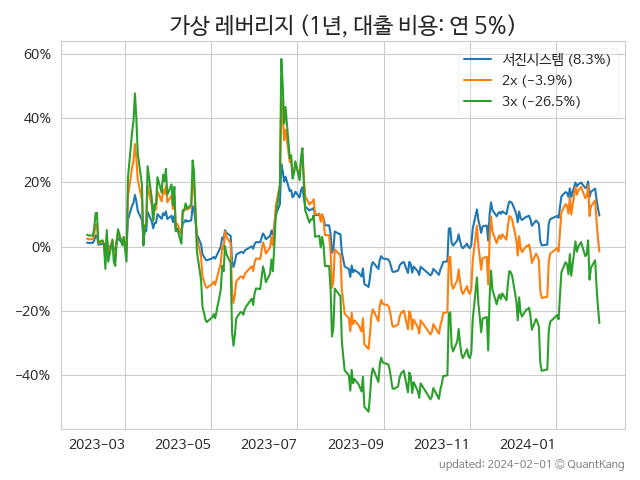 가상 레버리지 (1년, 대출 비용: 연 5%)
60%
40%
20%
0%
−20%
−40%
서진시스템 (8.3%)
2x (−3.9%)
3x (−26.5%)
2023-03 2023-05 2023-07 2023-09 2023-11 2024-01
updated: 2024-02-01 © QuantKang